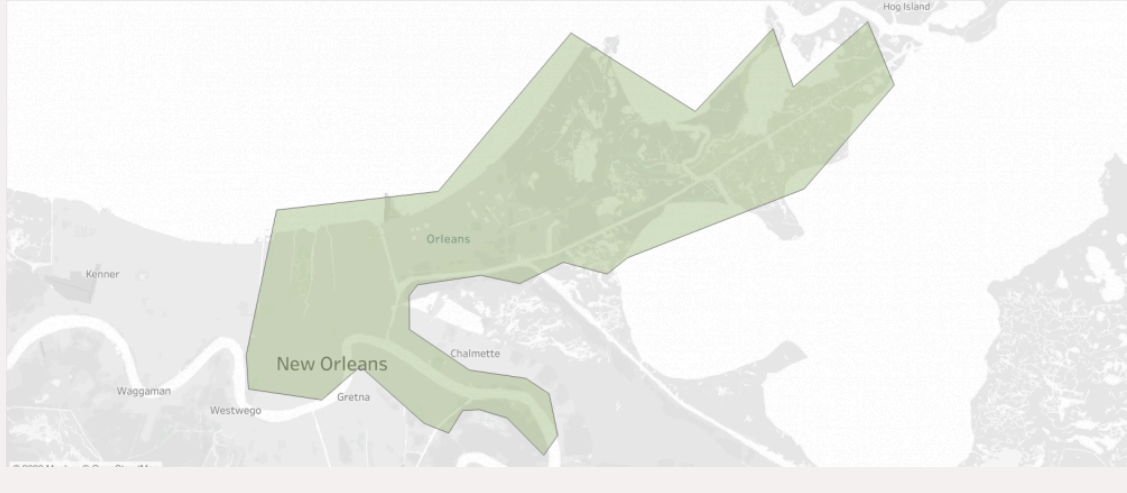 Hog Island
Orleans
Kenner
New Orleans
Chalmette
Waggaman
Gretna
Westwego